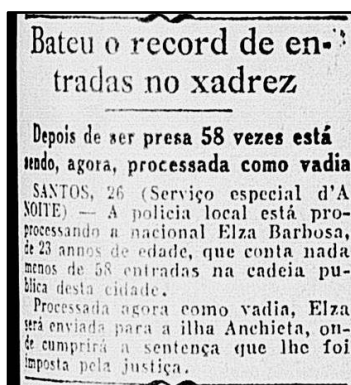 Bateu o record de en-
tradas no xadrez
Depois de ser presa 58 vezes está
sendo, agora, processada como vadia
SANTOS, 26 (Serviço especial d'A
NOITE) — A policia local está pro-
processando a nacional Elza Barbosa,
de 23 annos de edade, que conta nada
menos de 58 entradas na cadeia pu-
blica desta cidade.
Processada agora como vadia, Elza
será enviada para a ilha Anchieta, on-
de cumprirá a sentença que lhe foi
imposta pela justiça.